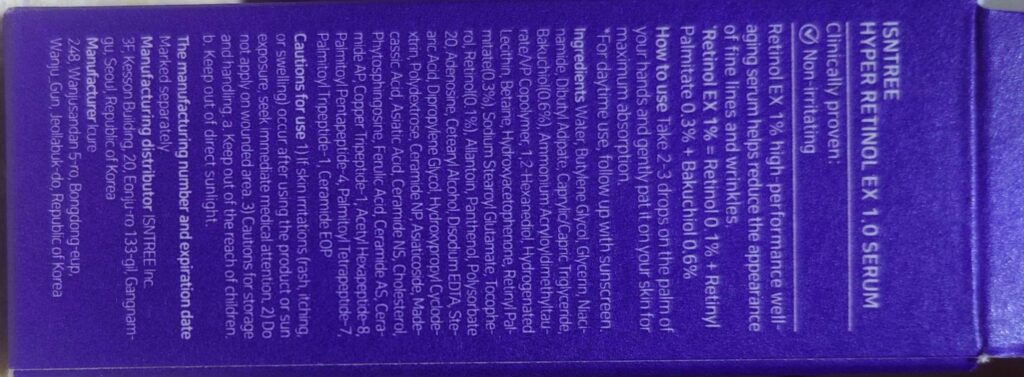 ISNTREE
HYPER RETINOL EX 1.0 SERUM
Clinically proven:
Non-irritating
Retinol EX 1% high-performance well-
aging serum helps reduce the appearance
of fine lines and wrinkles.
*Retinol EX 1% = Retinol 0.1% + Retinyl
Palmitate 0.3% + Bakuchiol 0.6%
How to use Take 2-3 drops on the palm of
your hands and gently pat it on your skin for
maximum absorption.
*For daytime use, follow up with sunscreen.
Ingredients Water, Butylene Glycol, Glycerin, Niaci-
namide, Dibutyl Adipate, Caprylic/Capric Triglyceride,
Bakuchiol(0.6%), Ammonium Acryloyldimethyltau-
rate/VP Copolymer, 1,2-Hexanediol, Hydrogenated
Lecithin, Betaine, Hydroxyacetophenone, Retinyl Pal-
mitate(0.3%), Sodium Stearoyl Glutamate, Tocophe-
rol, Retinol(0.1%), Allantoin, Panthenol, Polysorbate
20, Adenosine, Cetearyl Alcohol, Disodium EDTA, Ste-
aric Acid, Dipropylene Glycol, Hydroxypropyl Cyclode-
xtrin, Polydextrose, Ceramide NP, Asiaticoside, Made-
cassic Acid, Asiatic Acid, Ceramide NS, Cholesterol,
Phytosphingosine, Ferulic Acid, Ceramide AS, Cera-
mide AP, Copper Tripeptide-1, Acetyl Hexapeptide-8,
Palmitoyl Pentapeptide-4, Palmitoyl Tetrapeptide-7,
Palmitoyl Tripeptide-1, Ceramide EOP
Cautions for use 1) If skin irritations (rash, itching,
or swelling) occur after using the product or sun
exposure, seek immediate medical attention. 2) Do
not apply on wounded area. 3) Cautions for storage
and handling. a. Keep out of the reach of children.
b. Keep out of direct sunlight.
The manufacturing number and expiration date
Marked separately
Manufacturing distributor ISNTREE Inc.
3F, Kesson Building, 20, Eonju-ro 133-gil, Gangnam-
gu, Seoul, Republic of Korea
Manufacturer Icure
248, Wanjusandan 5-ro, Bongdong-eup,
Wanju Gun, Jeollabuk-do, Republic of Korea